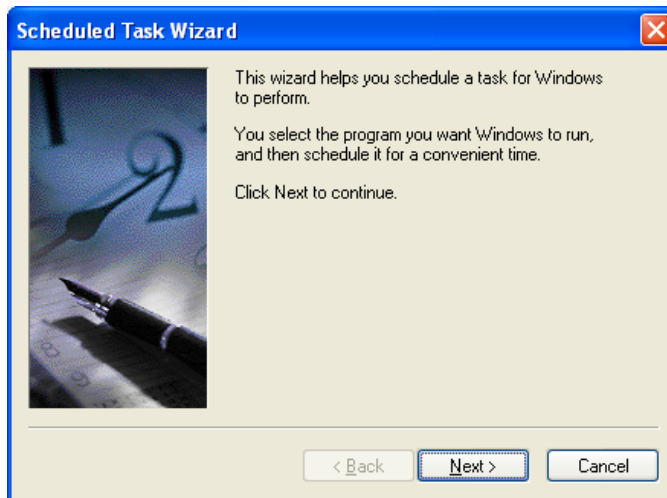 Scheduled Task Wizard
This wizard helps you schedule a task for Windows
to perform.
You select the program you want Windows to run,
and then schedule it for a convenient time.
Click Next to continue.
2
< Back
Next >
Cancel